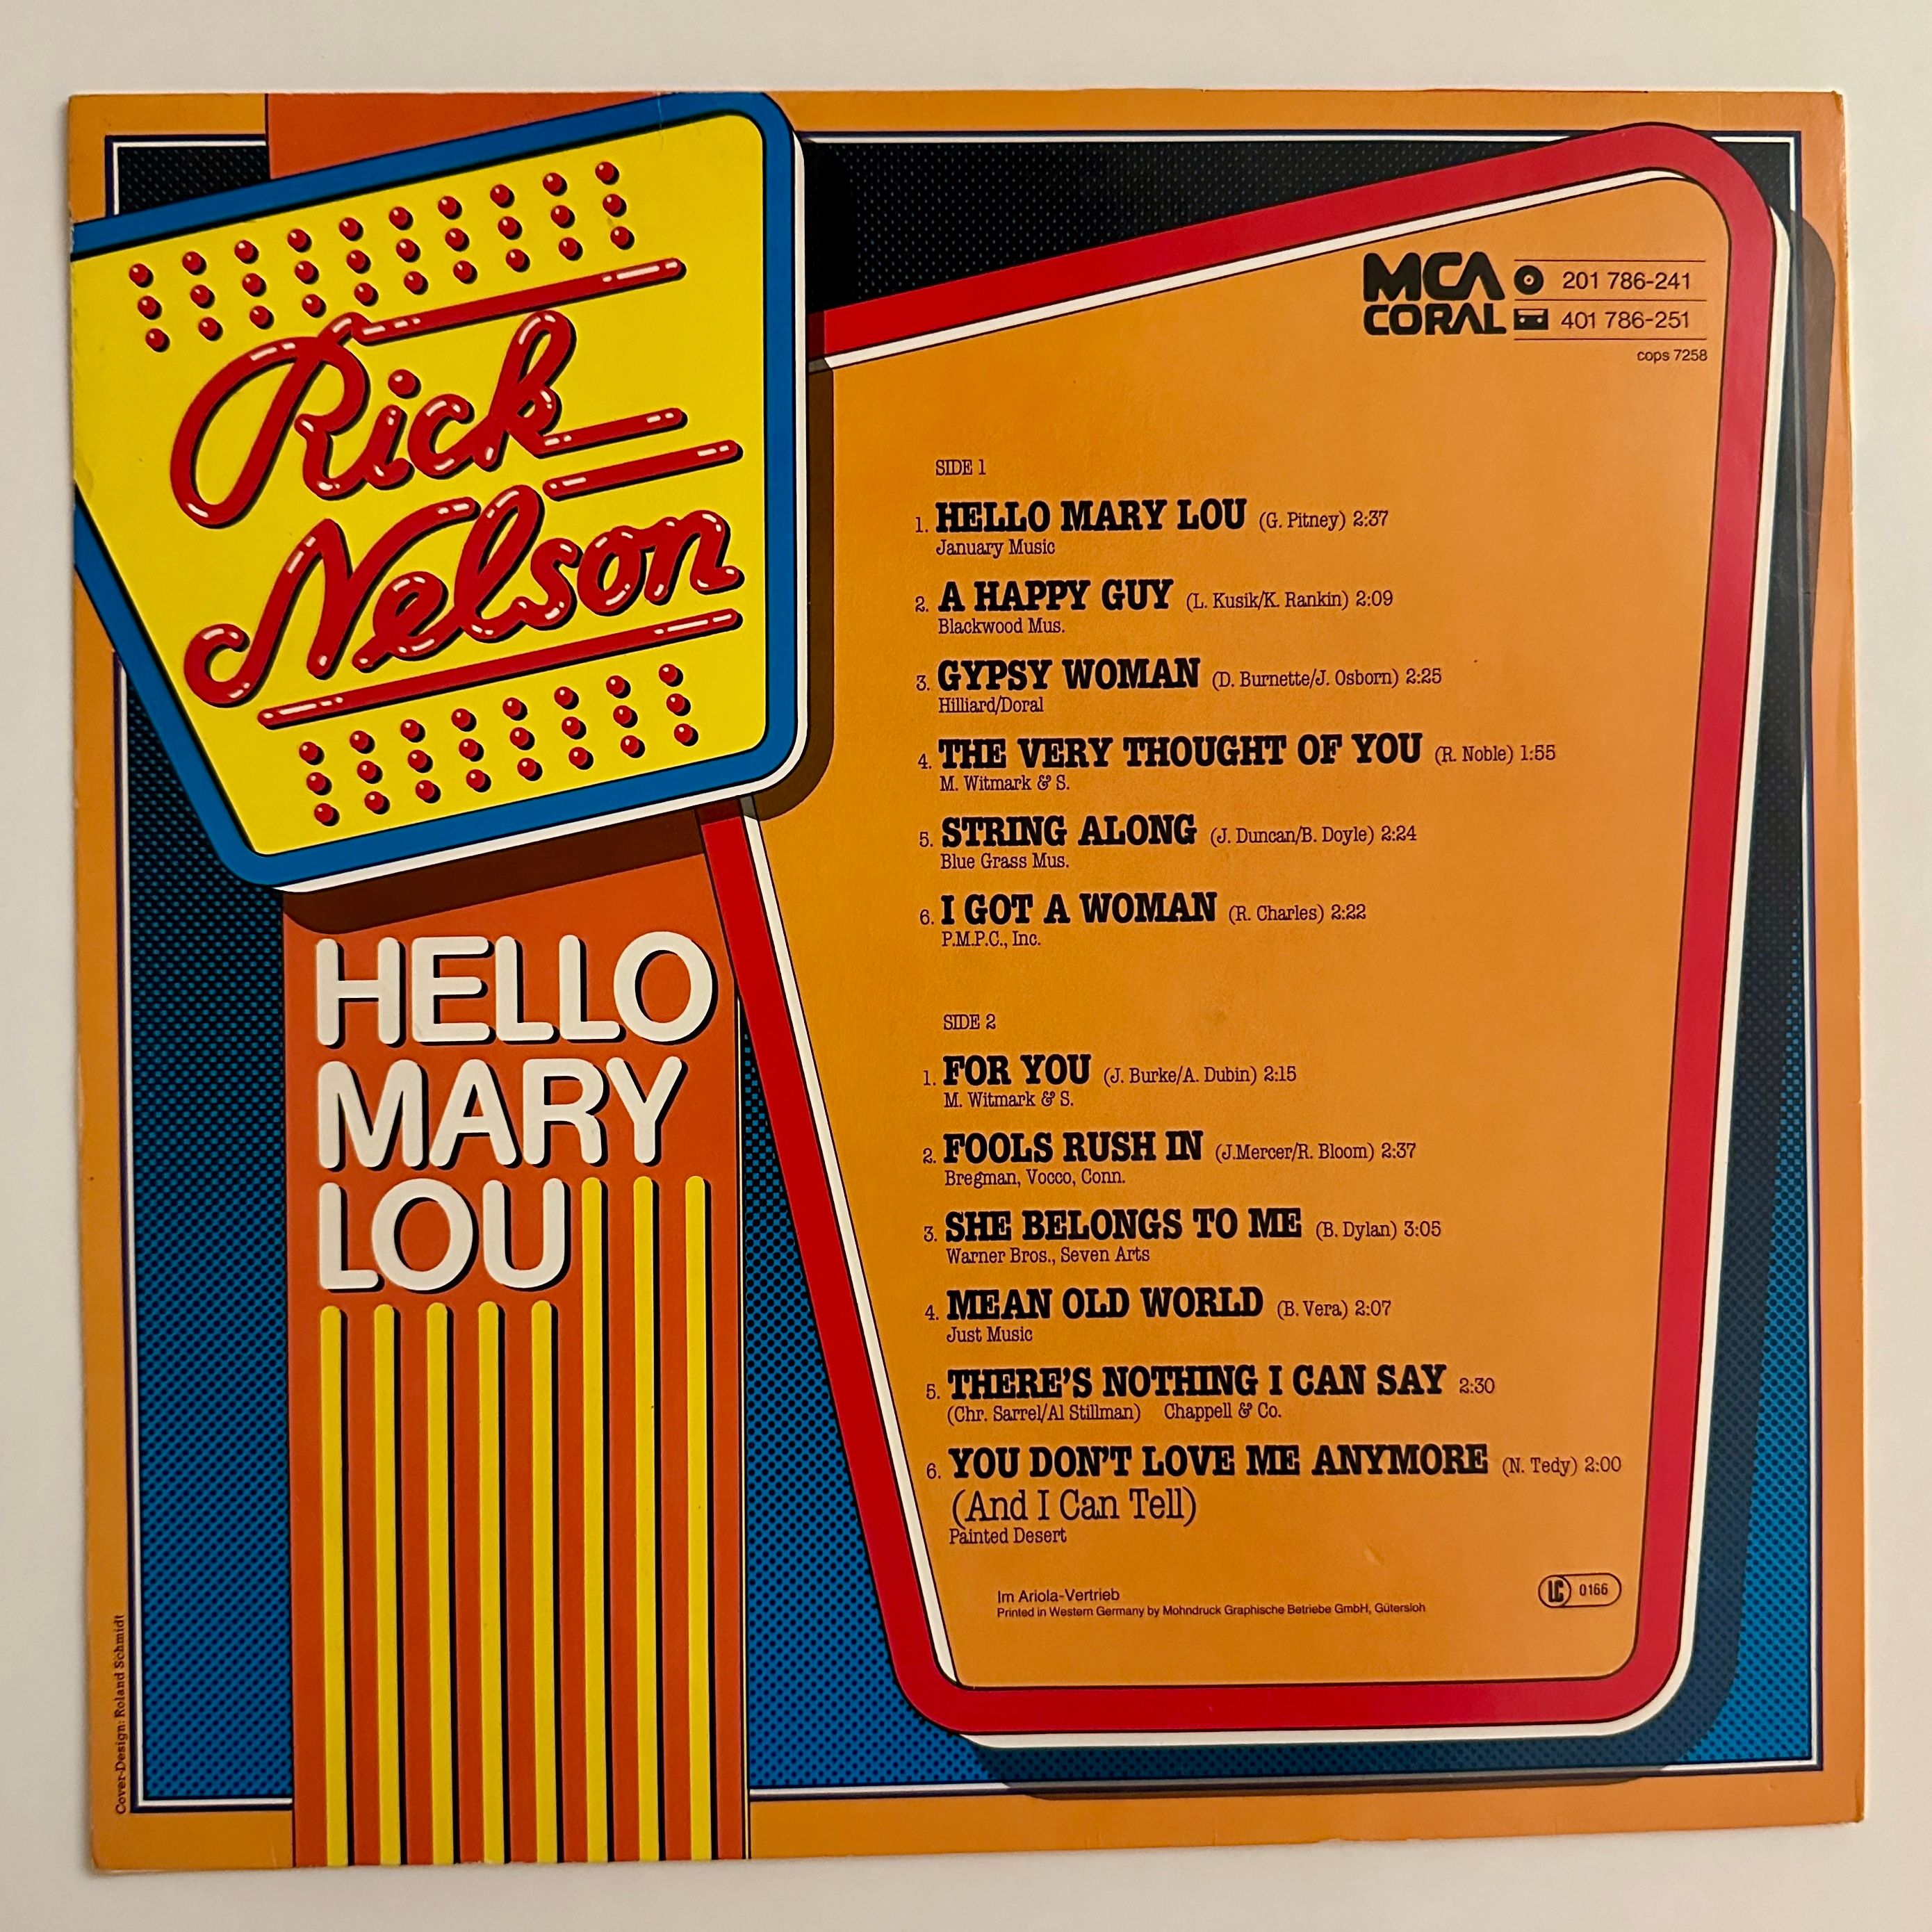 Rick
Nelson
HELLO
MARY
LOU
MCA
CORAL
201 786-241
401 786-251
cops 7258
SIDE 1
1. HELLO MARY LOU (G. Pitney) 2:37
January Music
2. A HAPPY GUY (L. Kusik/K. Rankin) 2:09
Blackwood Mus.
3. GYPSY WOMAN (D. Burnette/J. Osborn) 2:25
Hilliard/Doral
4. THE VERY THOUGHT OF YOU (R. Noble) 1:55
M. Witmark & S.
5. STRING ALONG (J. Duncan/B. Doyle) 2:24
Blue Grass Mus.
6. I GOT A WOMAN (R. Charles) 2:22
P.M.P.C., Inc.
SIDE 2
1. FOR YOU (J. Burke/A. Dubin) 2:15
M. Witmark & S.
2. FOOLS RUSH IN (J.Mercer/R. Bloom) 2:37
Bregman, Vocco, Conn.
3. SHE BELONGS TO ME (B. Dylan) 3:05
Warner Bros., Seven Arts
4. MEAN OLD WORLD (B. Vera) 2:07
Just Music
5. THERE'S NOTHING I CAN SAY 2:30
(Chr. Sarrel/Al Stillman) Chappell & Co.
6. YOU DON'T LOVE ME ANYMORE (N. Tedy) 2:00
(And I Can Tell)
Painted Desert
Im Ariola-Vertrieb
Printed in Western Germany by Mohndruck Graphische Betriebe GmbH, Gütersloh
LC 0166
Cover-Design: Roland Schmidt